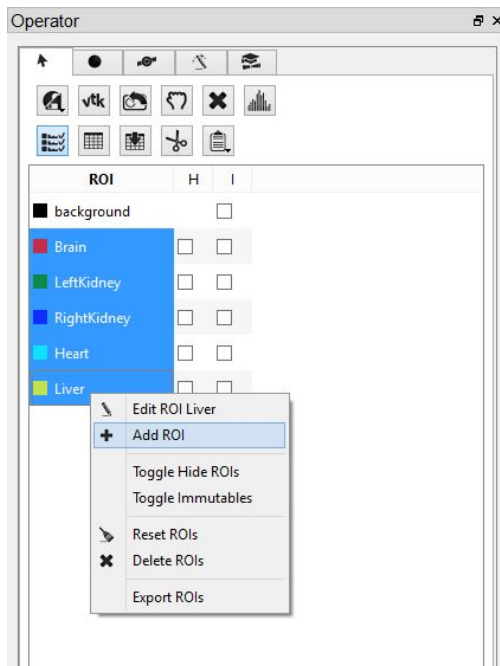 Operator
vtk
ROI H I
background
Brain
LeftKidney
RightKidney
Heart
Liver
Edit ROI Liver
Add ROI
Toggle Hide ROIs
Toggle Immutables
Reset ROIs
Delete ROIs
Export ROIs